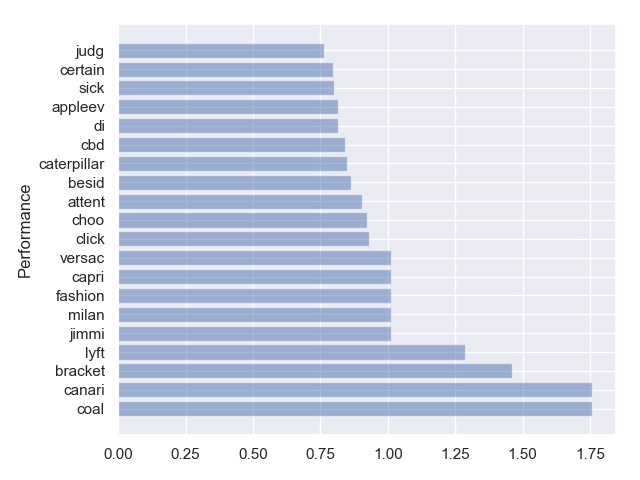 judg
certain
sick
appleev
di
cbd
caterpillar
besid
attent
choo
click
versac
capri
fashion
milan
jimmi
lyft
bracket
canari
coal
Performance
0.00 0.25 0.50 0.75 1.00 1.25 1.50 1.75